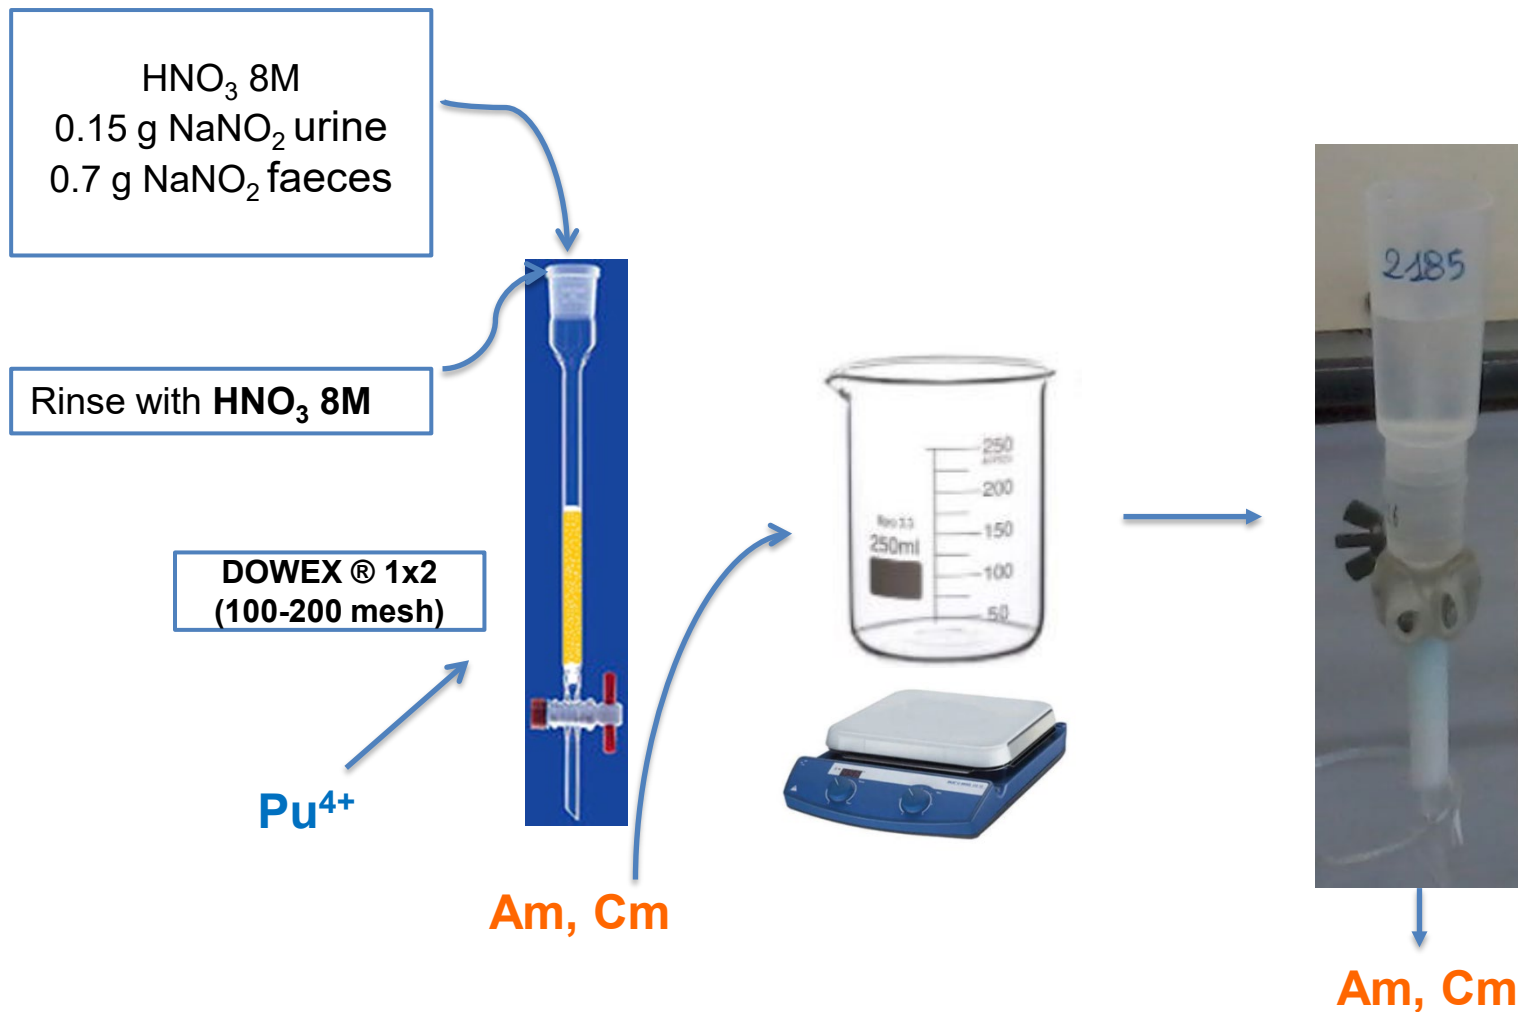 HNO₃ 8M
0.15 g NaNO₂ urine
0.7 g NaNO₂ faeces
Rinse with HNO₃ 8M
DOWEX ® 1x2
(100-200 mesh)
Pu⁴⁺
Am, Cm
250
200
150
100
50
250ml
2185
Am, Cm